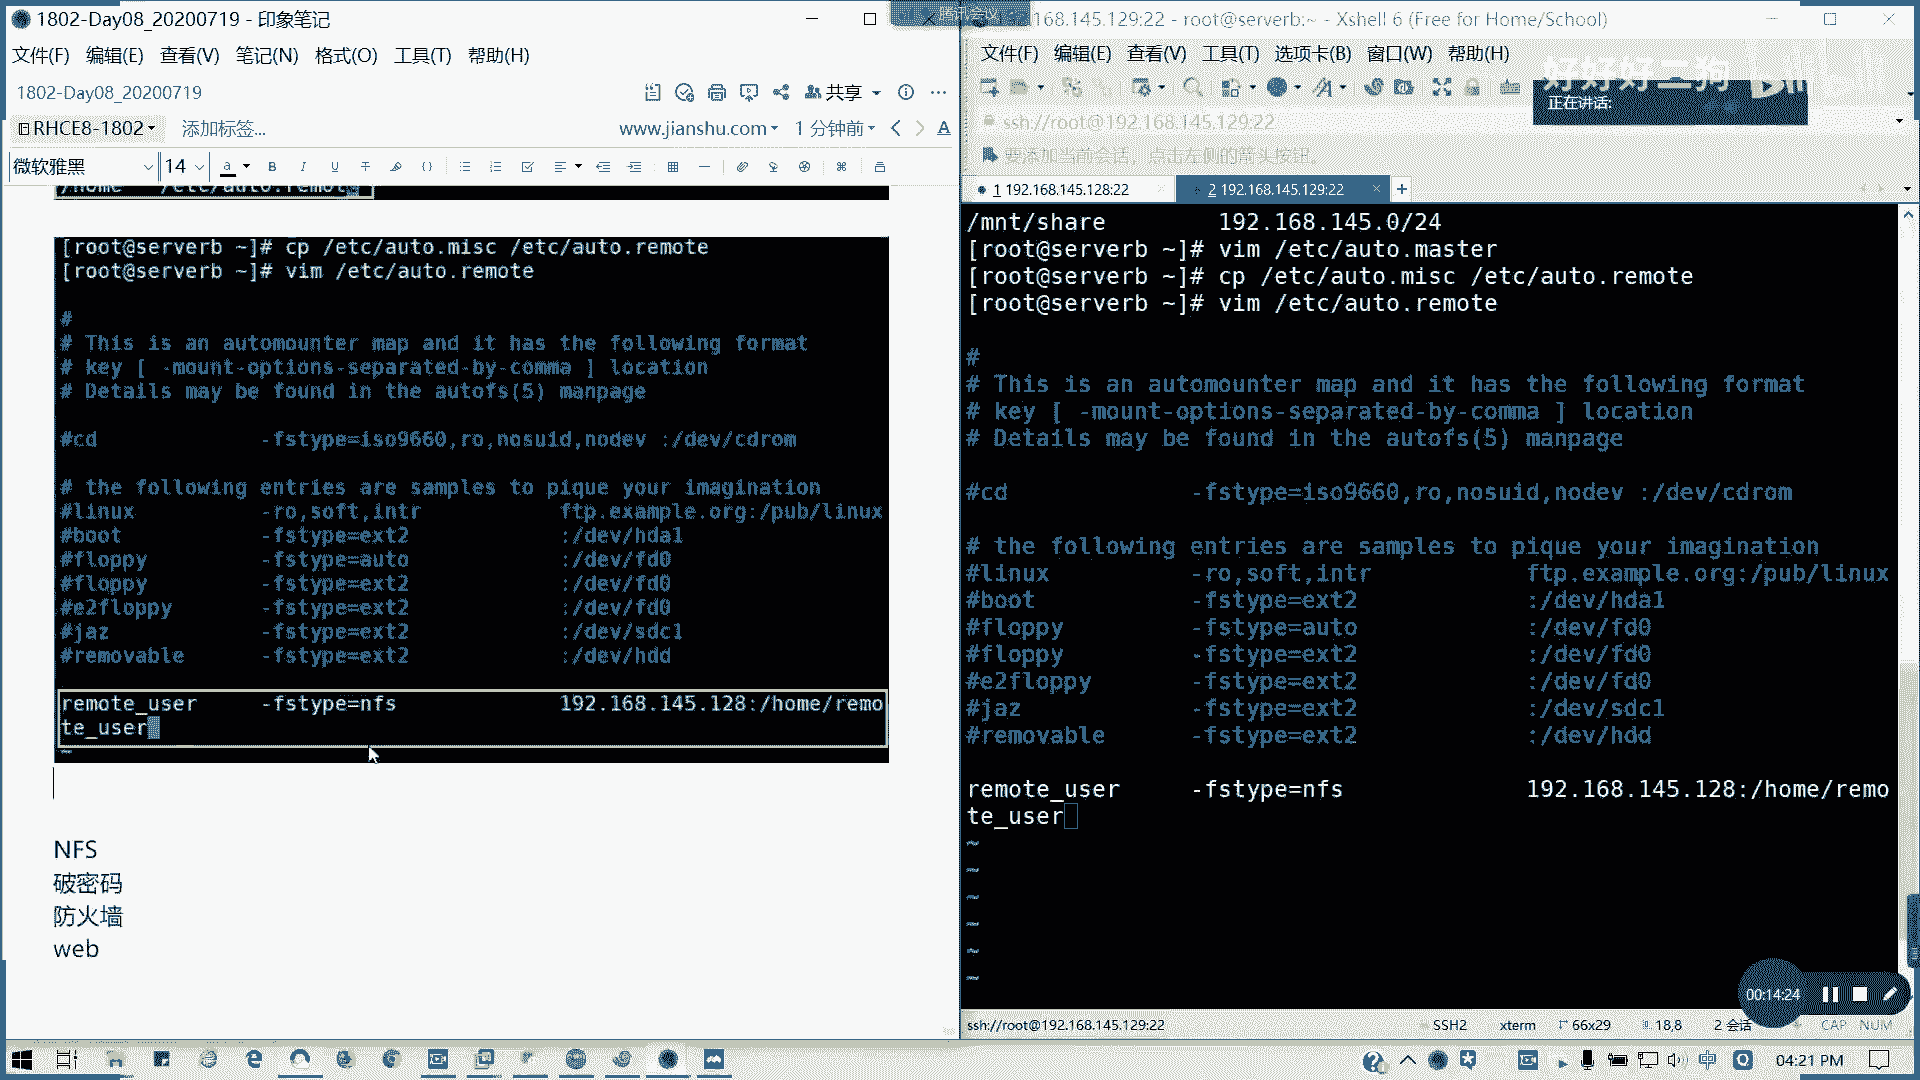 1802-Day08_20200719 - 印象笔记
文件(F) 编辑(E) 查看(V) 笔记(N) 格式(O) 工具(T) 帮助(H)
1802-Day08_20200719
共享
RHCE8-1802
添加标签...
www.jianshu.com
1 分钟前
微软雅黑
14
/home /etc/auto.remote
[root@serverb ~]# cp /etc/auto.misc /etc/auto.remote
[root@serverb ~]# vim /etc/auto.remote
#
# This is an automounter map and it has the following format
# key [ -mount-options-separated-by-comma ] location
# Details may be found in the autofs(5) manpage
#cd -fstype=iso9660,ro,nosuid,nodev :/dev/cdrom
# the following entries are samples to pique your imagination
#linux -ro,soft,intr ftp.example.org:/pub/linux
#boot -fstype=ext2 :/dev/hda1
#floppy -fstype=auto :/dev/fd0
#floppy -fstype=ext2 :/dev/fd0
#e2floppy -fstype=ext2 :/dev/fd0
#jaz -fstype=ext2 :/dev/sdc1
#removable -fstype=ext2 :/dev/hdd
remote_user -fstype=nfs 192.168.145.128:/home/remo
te_user
~
NFS
破密码
防火墙
web
腾讯会议
168.145.129:22 - root@serverb:~ - Xshell 6 (Free for Home/School)
文件(F) 编辑(E) 查看(V) 工具(T) 选项卡(B) 窗口(W) 帮助(H)
好好好二狗
正在讲话:
ssh://root@192.168.145.129:22
要添加当前会话，点击左侧的箭头按钮。
1 192.168.145.128:22
2 192.168.145.129:22
/mnt/share 192.168.145.0/24
[root@serverb ~]# vim /etc/auto.master
[root@serverb ~]# cp /etc/auto.misc /etc/auto.remote
[root@serverb ~]# vim /etc/auto.remote
#
# This is an automounter map and it has the following format
# key [ -mount-options-separated-by-comma ] location
# Details may be found in the autofs(5) manpage
#cd -fstype=iso9660,ro,nosuid,nodev :/dev/cdrom
# the following entries are samples to pique your imagination
#linux -ro,soft,intr ftp.example.org:/pub/linux
#boot -fstype=ext2 :/dev/hda1
#floppy -fstype=auto :/dev/fd0
#floppy -fstype=ext2 :/dev/fd0
#e2floppy -fstype=ext2 :/dev/fd0
#jaz -fstype=ext2 :/dev/sdc1
#removable -fstype=ext2 :/dev/hdd
remote_user -fstype=nfs 192.168.145.128:/home/remo
te_user
~
~
~
~
~
~
00:14:24
ssh://root@192.168.145.129:22 SSH2 xterm 66x29 18,8 2 会话 CAP NUM
中
04:21 PM